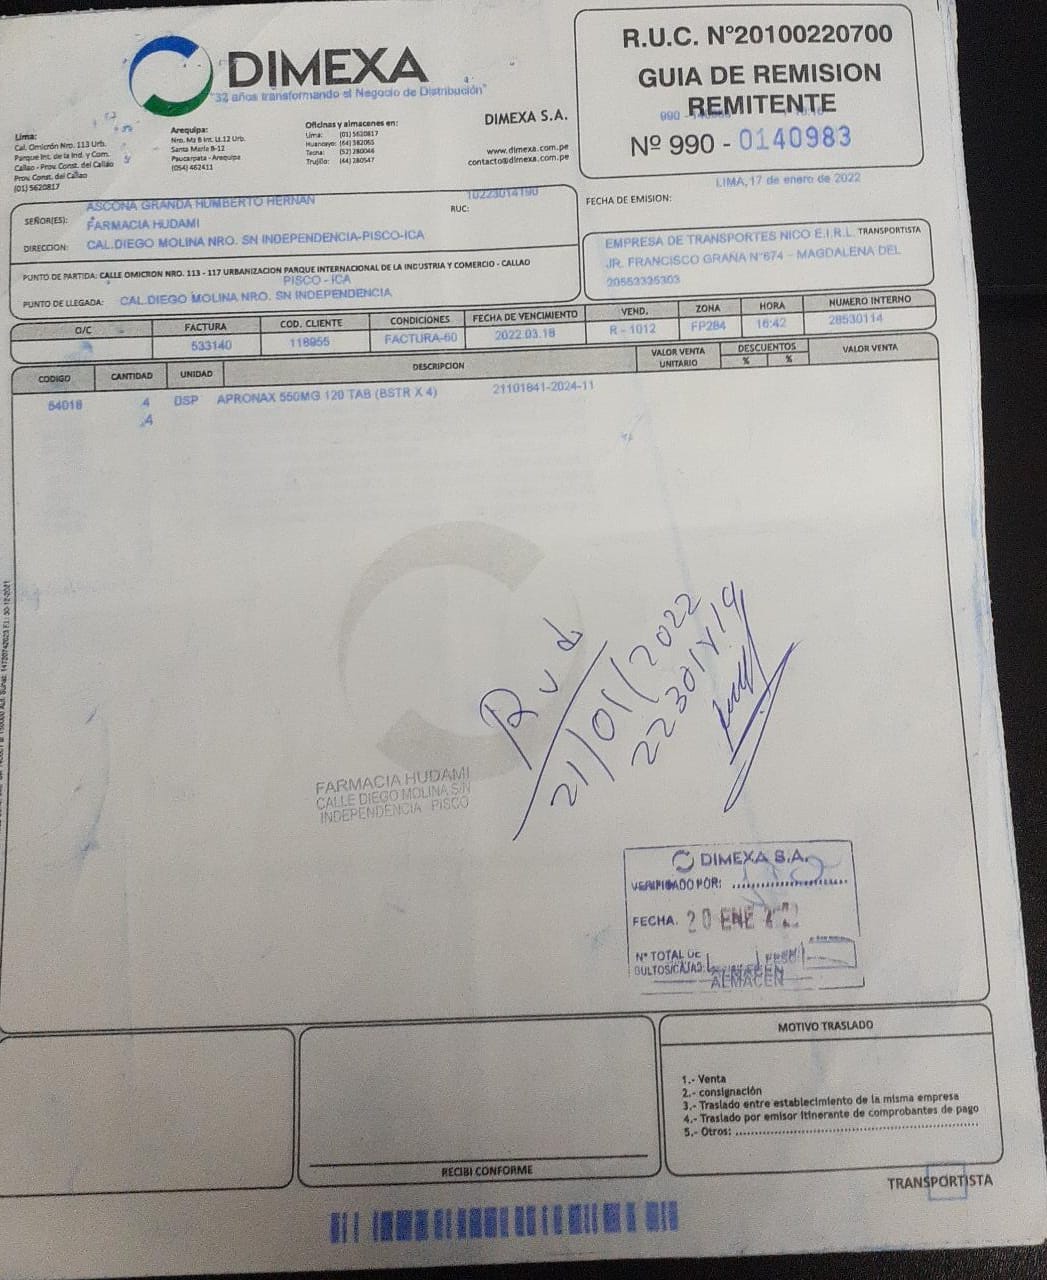 DIMEXA
"32 años transformando el Negocio de Distribución"
Lima:
Cal. Omicrón Nro. 113 Urb.
Parque Int. de la Ind. y Com.
Callao - Prov. Const. del Callao
Prov. Const. del Callao
(01) 5620817
Arequipa:
Nro. Mz B Int. Lt.12 Urb.
Santa María B-12
Paucarpata - Arequipa
(054) 462411
Oficinas y almacenes en:
Lima: (01) 5620817
Huancayo: (64) 382065
Tacna: (52) 280046
Trujillo: (44) 280547
DIMEXA S.A.
www.dimexa.com.pe
contacto@dimexa.com.pe
R.U.C. N°20100220700
GUIA DE REMISION
REMITENTE
Nº 990 - 0140983
LIMA, 17 de enero de 2022
FECHA DE EMISION:
ASCONA GRANDA HUMBERTO HERNAN
RUC: 10223014190
SEÑOR(ES): FARMACIA HUDAMI
DIRECCION: CAL.DIEGO MOLINA NRO. SN INDEPENDENCIA-PISCO-ICA
PUNTO DE PARTIDA: CALLE OMICRON NRO. 113 - 117 URBANIZACION PARQUE INTERNACIONAL DE LA INDUSTRIA Y COMERCIO - CALLAO
PISCO - ICA
PUNTO DE LLEGADA: CAL.DIEGO MOLINA NRO. SN INDEPENDENCIA
EMPRESA DE TRANSPORTES NICO E.I.R.L. TRANSPORTISTA
JR. FRANCISCO GRAÑA N°674 - MAGDALENA DEL
20553335303
O/C FACTURA COD. CLIENTE CONDICIONES FECHA DE VENCIMIENTO VEND. ZONA HORA NUMERO INTERNO
533140 118955 FACTURA-60 2022.03.18 R - 1012 FP284 16:42 28530114
CODIGO CANTIDAD UNIDAD DESCRIPCION VALOR VENTA UNITARIO DESCUENTOS % % VALOR VENTA
54018 4 DSP APRONAX 550MG 120 TAB (BSTR X 4) 21101841-2024-11
4
21/01/2022
FARMACIA HUDAMI
CALLE DIEGO MOLINA S/N
INDEPENDENCIA - PISCO
DIMEXA S.A.
VERIFICADO POR:
FECHA. 20 ENE
N° TOTAL DE
BULTOS/CAJAS:
ALMACEN
MOTIVO TRASLADO
1.- Venta
2.- consignación
3.- Traslado entre establecimiento de la misma empresa
4.- Traslado por emisor itinerante de comprobantes de pago
5.- Otros:
RECIBI CONFORME
TRANSPORTISTA